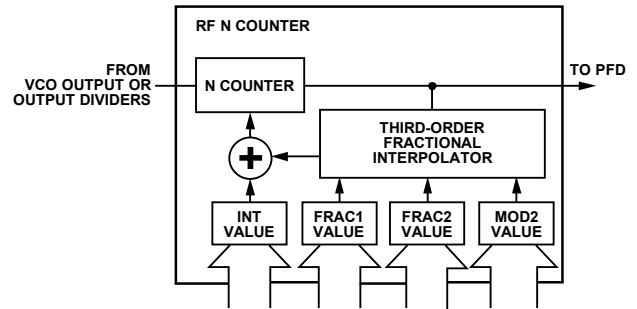 RF N COUNTER
FROM
VCO OUTPUT OR
OUTPUT DIVIDERS
N COUNTER
TO PFD
THIRD-ORDER
FRACTIONAL
INTERPOLATOR
+
INT
VALUE
FRAC1
VALUE
FRAC2
VALUE
MOD2
VALUE